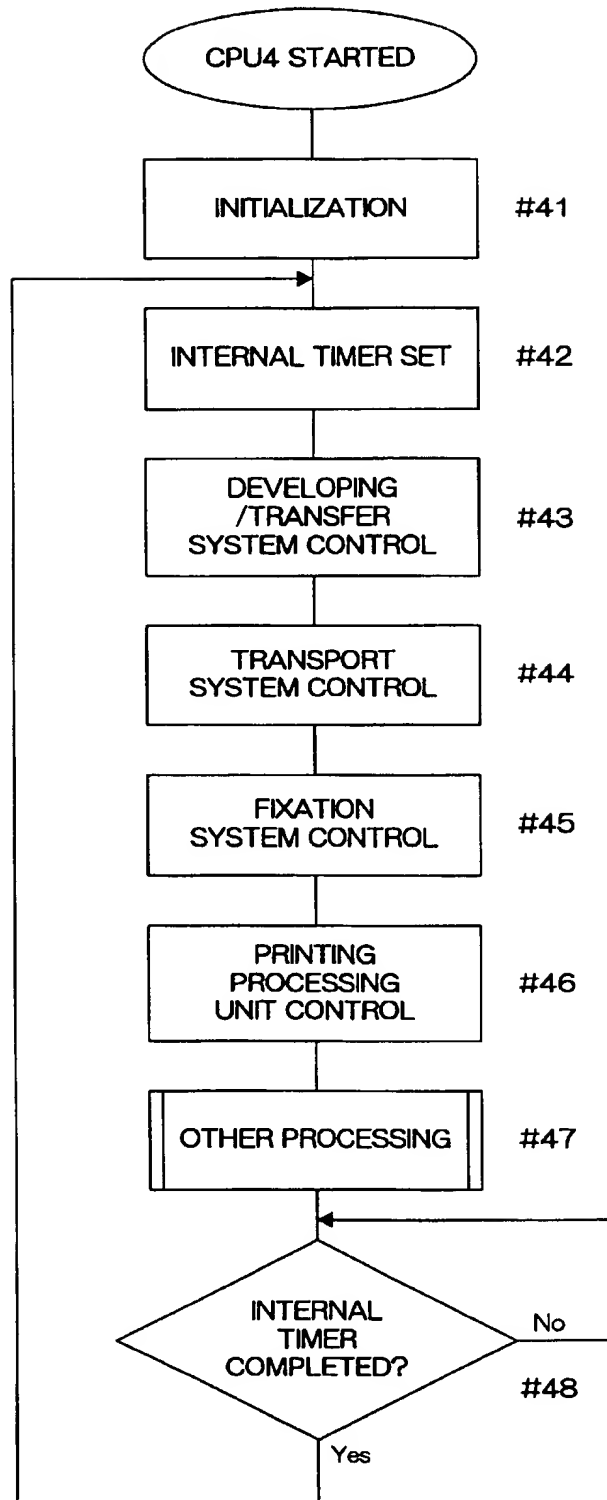 CPU4 STARTED
INITIALIZATION
#41
INTERNAL TIMER SET
#42
DEVELOPING
/TRANSFER
SYSTEM CONTROL
#43
TRANSPORT
SYSTEM CONTROL
#44
FIXATION
SYSTEM CONTROL
#45
PRINTING
PROCESSING
UNIT CONTROL
#46
OTHER PROCESSING
#47
INTERNAL
TIMER
COMPLETED?
No
#48
Yes